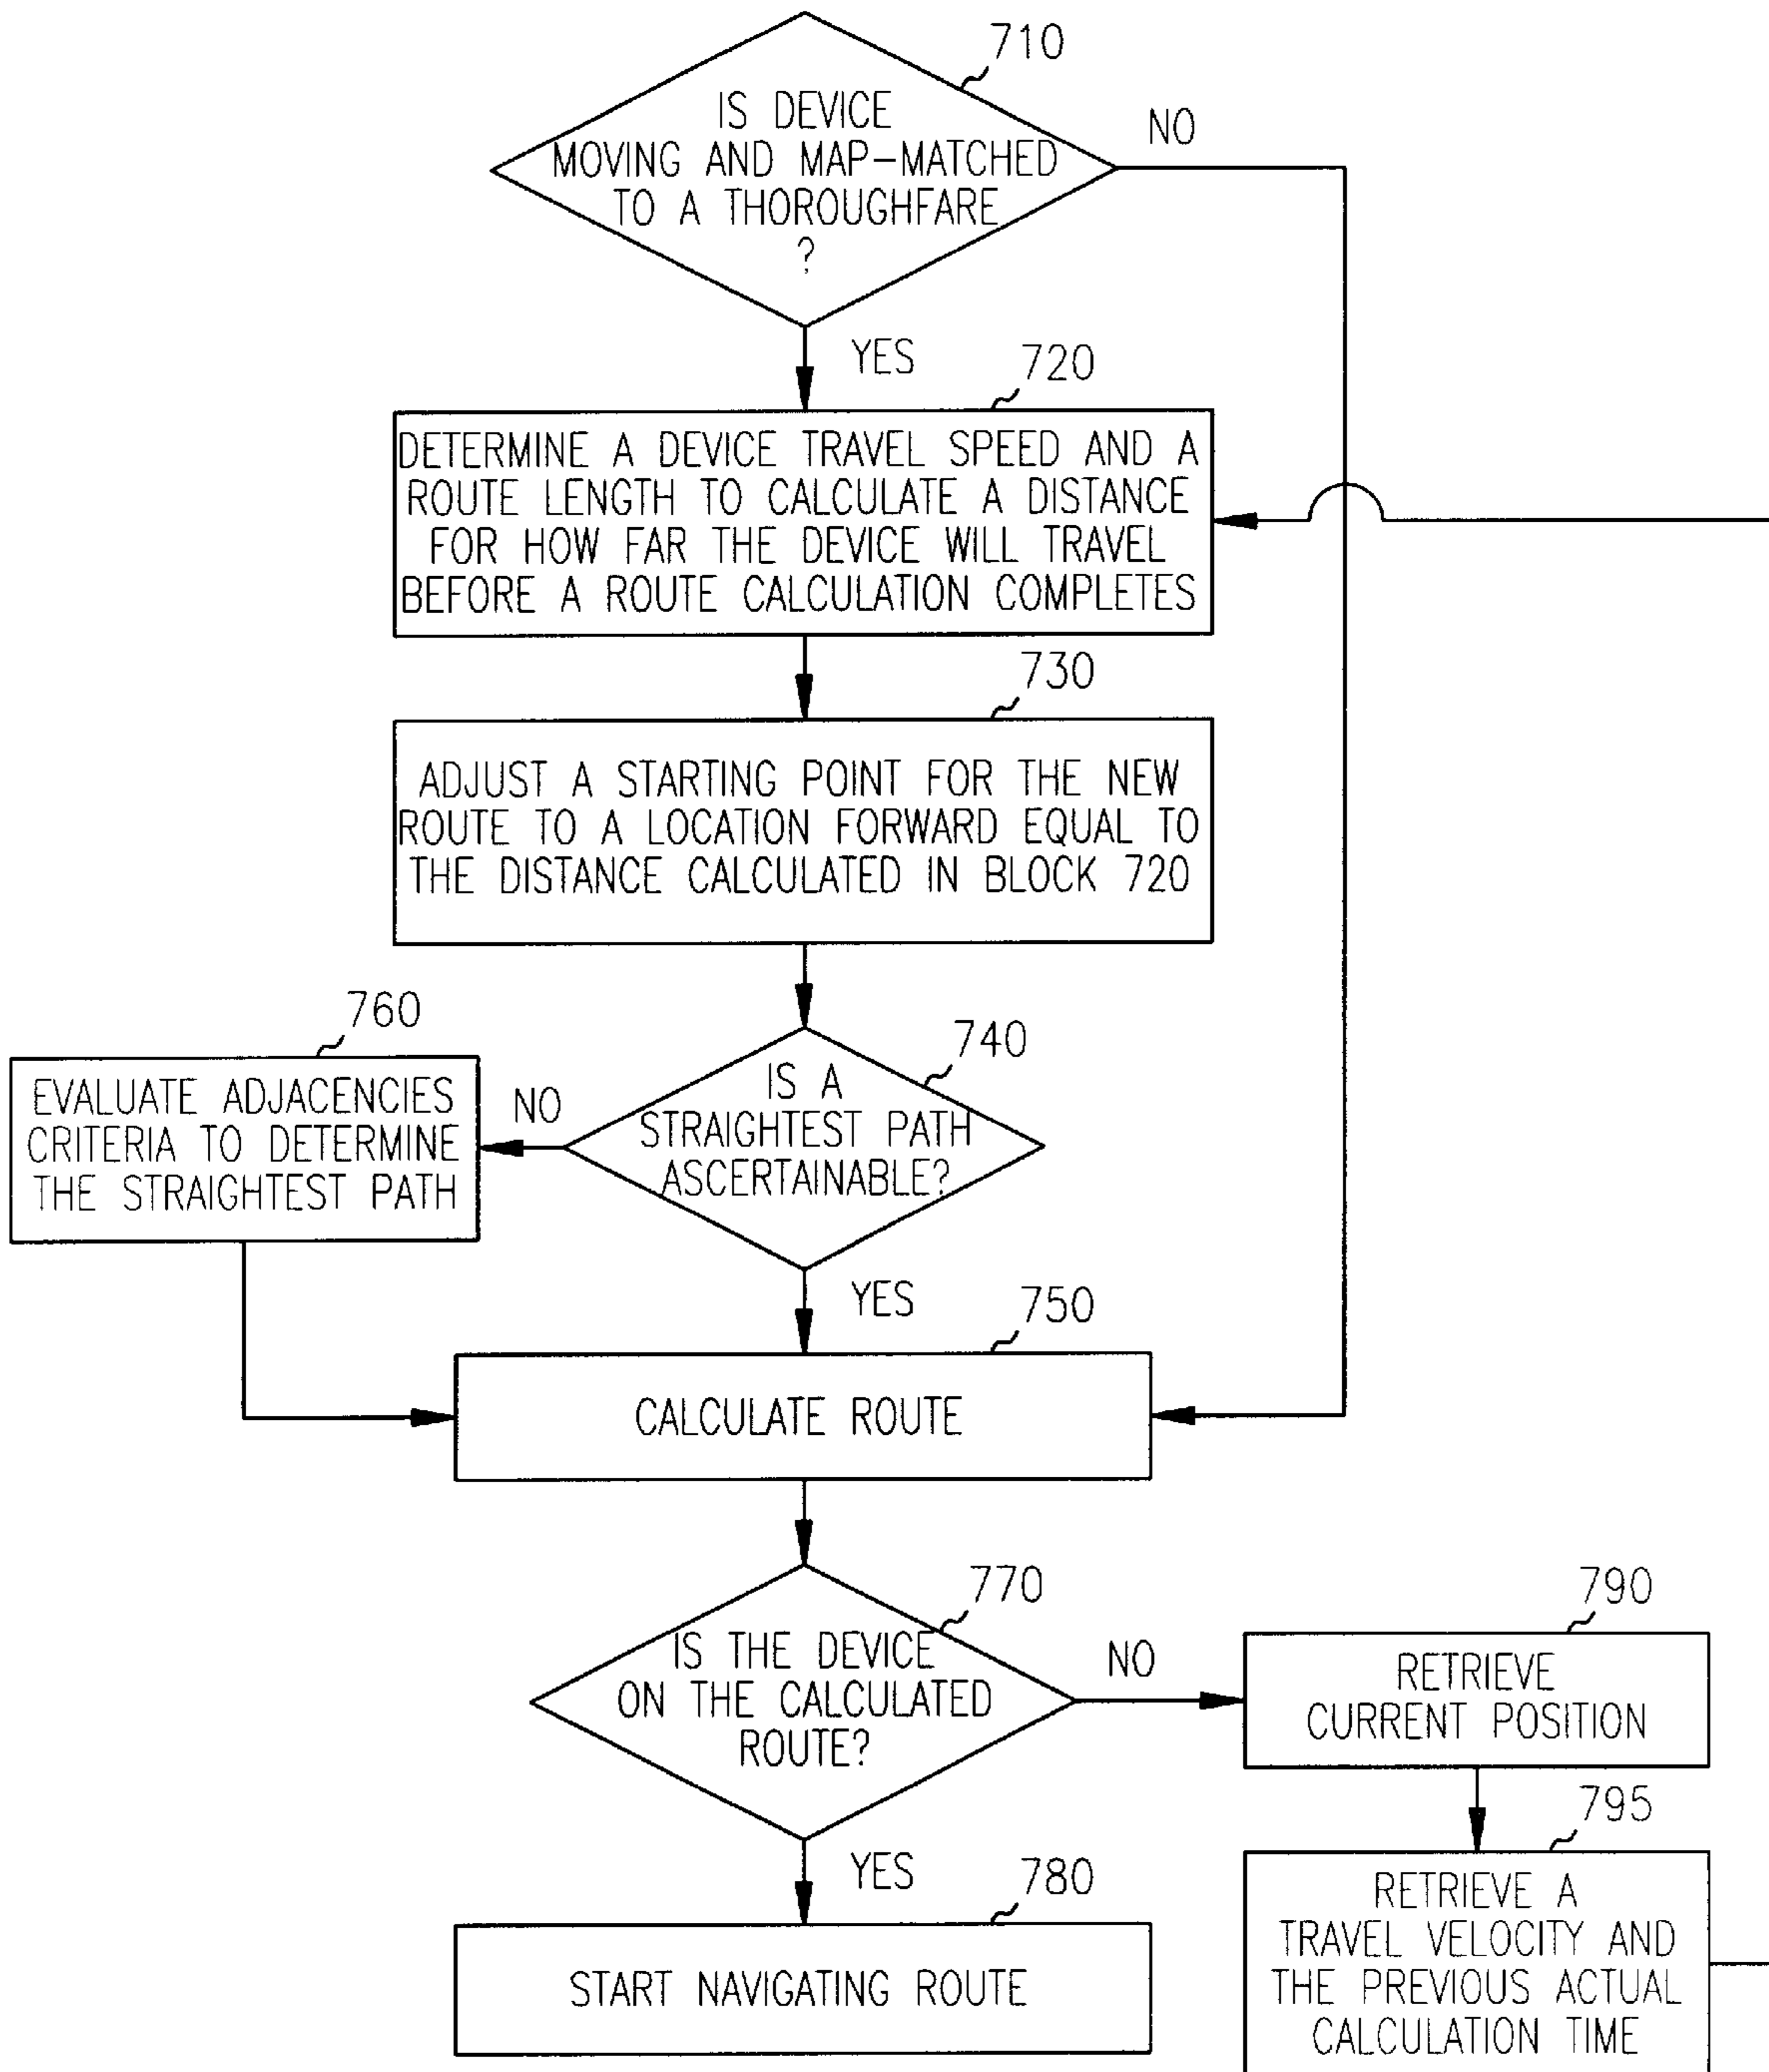 710
IS DEVICE
MOVING AND MAP-MATCHED
TO A THOROUGHFARE
?
NO
YES
720
DETERMINE A DEVICE TRAVEL SPEED AND A
ROUTE LENGTH TO CALCULATE A DISTANCE
FOR HOW FAR THE DEVICE WILL TRAVEL
BEFORE A ROUTE CALCULATION COMPLETES
730
ADJUST A STARTING POINT FOR THE NEW
ROUTE TO A LOCATION FORWARD EQUAL TO
THE DISTANCE CALCULATED IN BLOCK 720
740
IS A
STRAIGHTEST PATH
ASCERTAINABLE?
NO
760
EVALUATE ADJACENCIES
CRITERIA TO DETERMINE
THE STRAIGHTEST PATH
YES
750
CALCULATE ROUTE
770
IS THE DEVICE
ON THE CALCULATED
ROUTE?
NO
790
RETRIEVE
CURRENT POSITION
795
RETRIEVE A
TRAVEL VELOCITY AND
THE PREVIOUS ACTUAL
CALCULATION TIME
YES
780
START NAVIGATING ROUTE